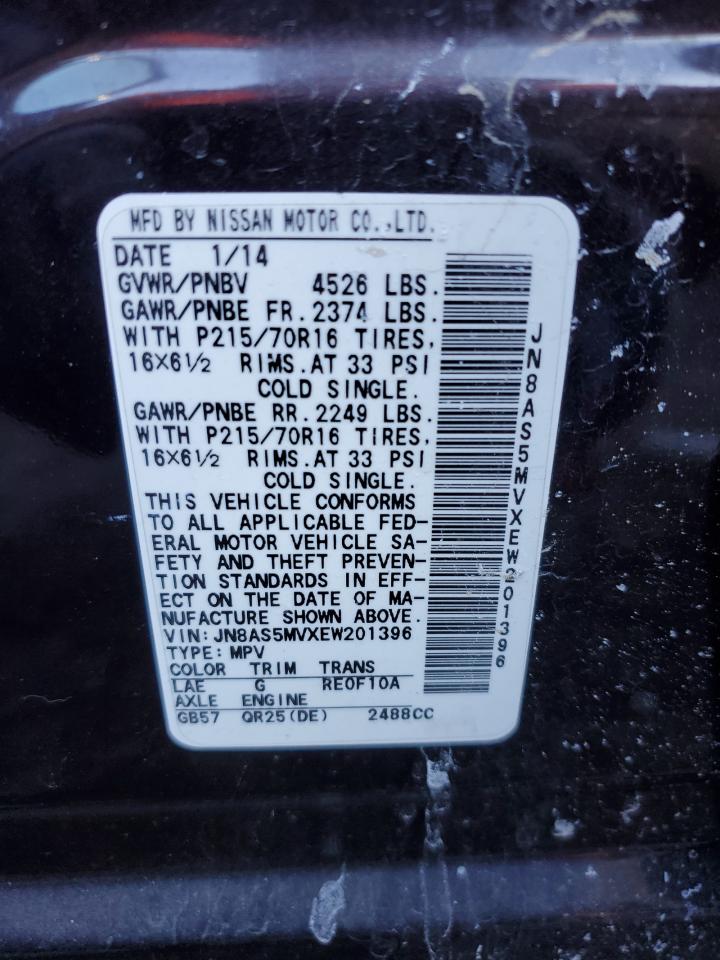 MFD BY NISSAN MOTOR CO.,LTD.
DATE 1/14
GVWR/PNBV 4526 LBS.
GAWR/PNBE FR.2374 LBS.
WITH P215/70R16 TIRES,
16X6½ RIMS.AT 33 PSI
COLD SINGLE.
GAWR/PNBE RR.2249 LBS.
WITH P215/70R16 TIRES,
16X6½ RIMS.AT 33 PSI
COLD SINGLE.
THIS VEHICLE CONFORMS
TO ALL APPLICABLE FED-
ERAL MOTOR VEHICLE SA-
FETY AND THEFT PREVEN-
TION STANDARDS IN EFF-
ECT ON THE DATE OF MA-
NUFACTURE SHOWN ABOVE.
VIN:JN8AS5MVXEW201396
TYPE:MPV
COLOR TRIM TRANS
LAE G RE0F10A
AXLE ENGINE
GB57 QR25(DE) 2488CC
JN8AS5MVXEW201396